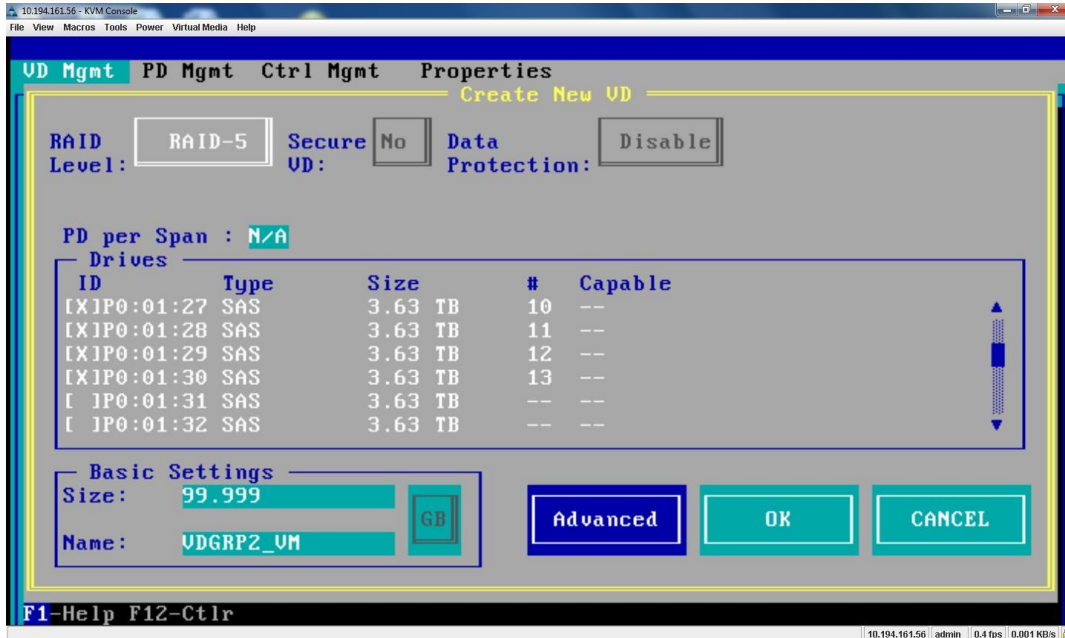 10.194.161.56 - KVM Console
File View Macros Tools Power Virtual Media Help
VD Mgmt PD Mgmt Ctrl Mgmt Properties
Create New VD
RAID Level: RAID-5 Secure VD: No Data Protection: Disable
PD per Span : N/A
Drives
ID Type Size # Capable
[X]P0:01:27 SAS 3.63 TB 10 --
[X]P0:01:28 SAS 3.63 TB 11 --
[X]P0:01:29 SAS 3.63 TB 12 --
[X]P0:01:30 SAS 3.63 TB 13 --
[ ]P0:01:31 SAS 3.63 TB -- --
[ ]P0:01:32 SAS 3.63 TB -- --
Basic Settings
Size: 99.999 GB
Name: VDGRP2_VM
Advanced OK CANCEL
F1-Help F12-Ctlr
10.194.161.56 admin 0.4 fps 0.001 KB/s